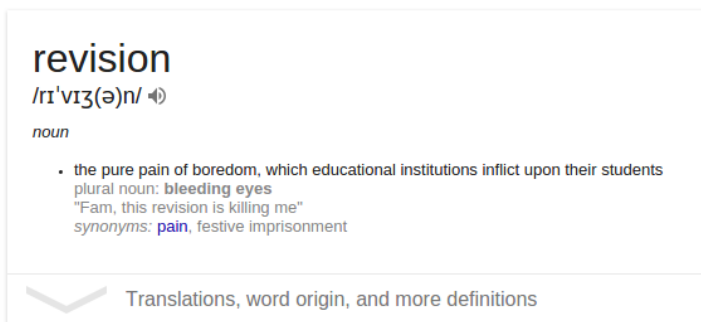 revision
/rɪˈvɪʒ(ə)n/
noun
• the pure pain of boredom, which educational institutions inflict upon their students
plural noun: bleeding eyes
"Fam, this revision is killing me"
synonyms: pain, festive imprisonment
Translations, word origin, and more definitions